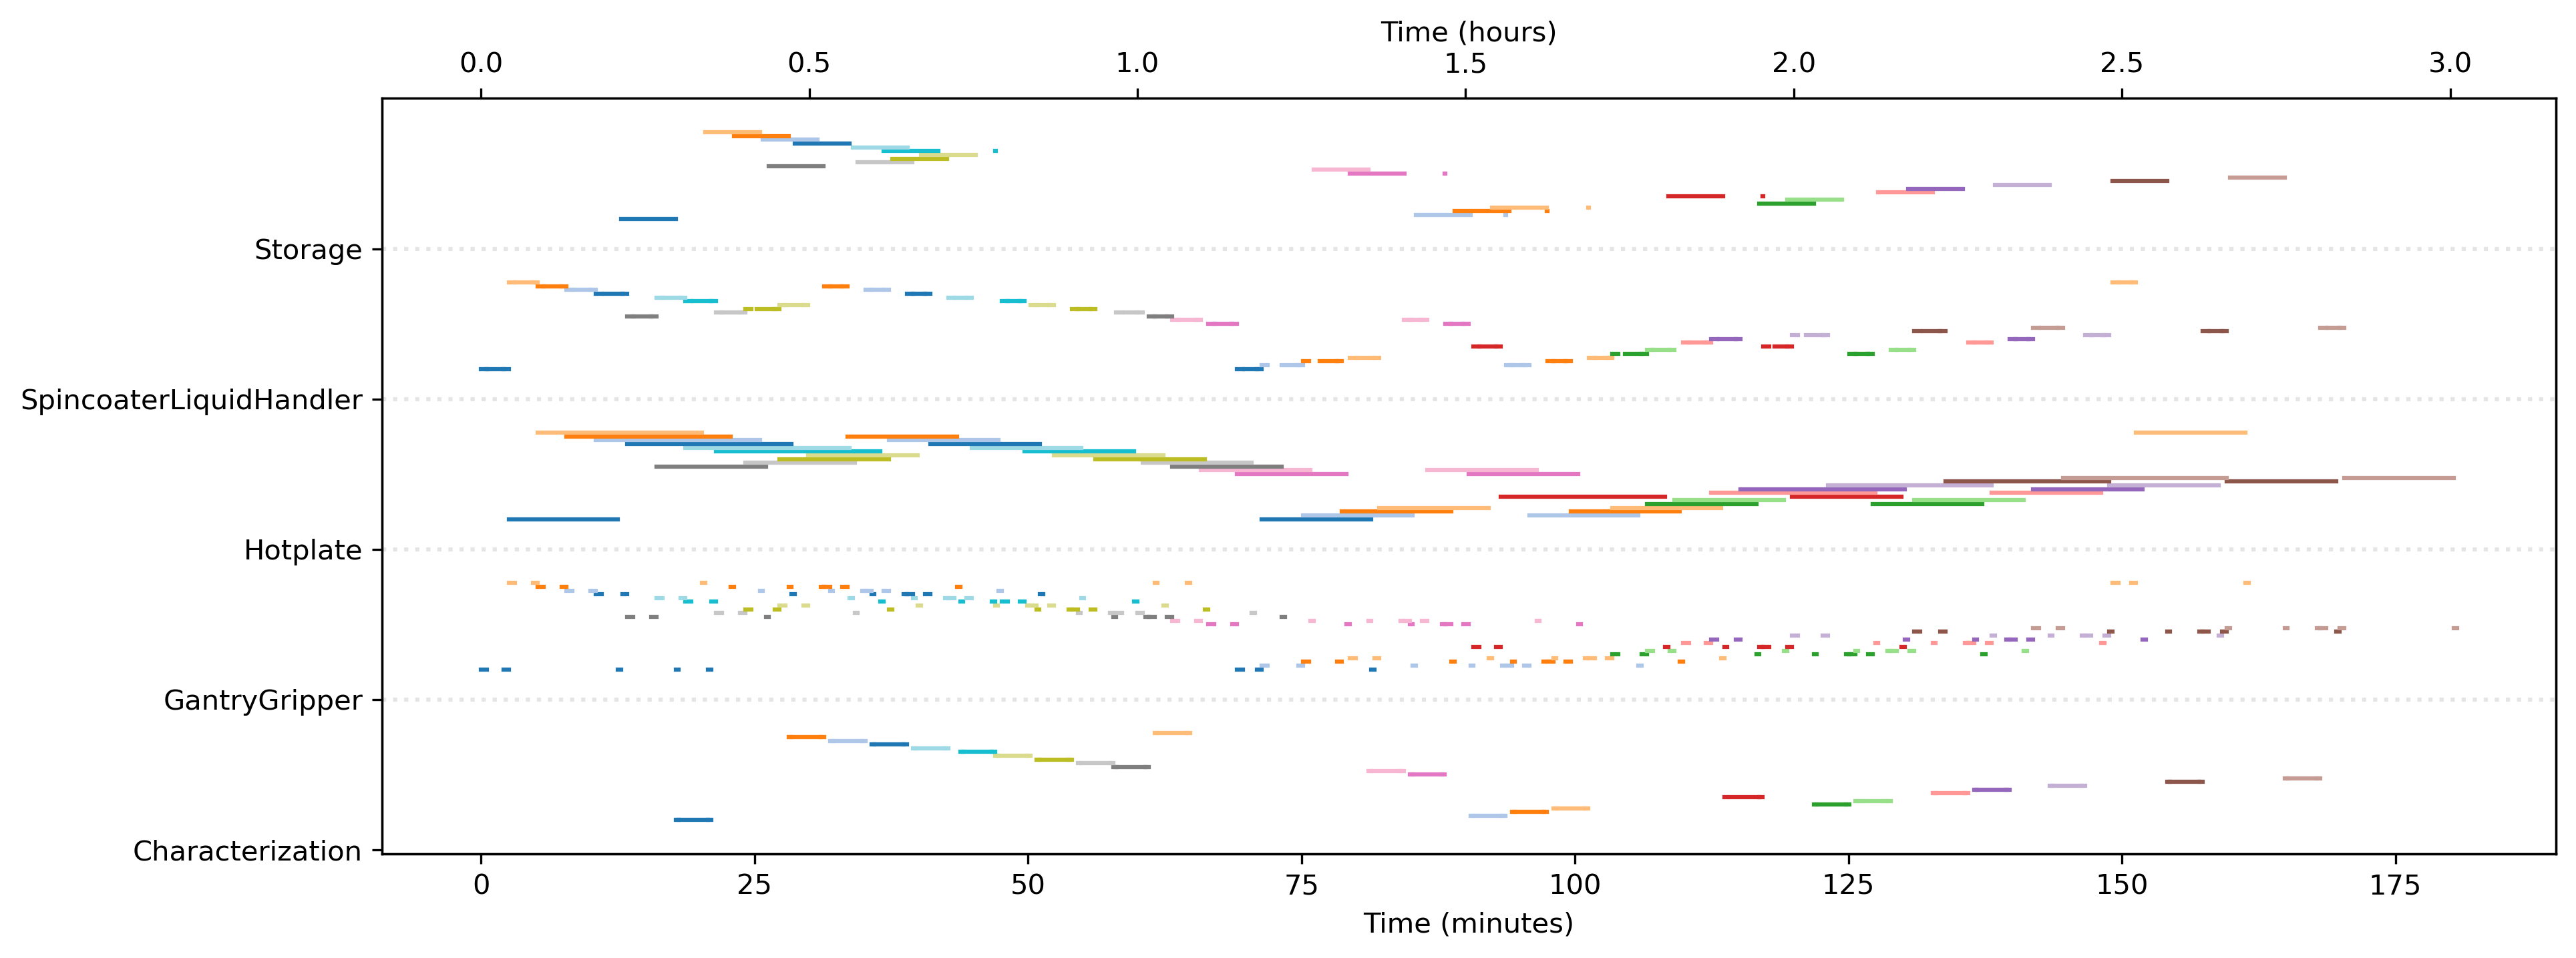 Time (hours)
0.0 0.5 1.0 1.5 2.0 2.5 3.0
Storage
SpincoaterLiquidHandler
Hotplate
GantryGripper
Characterization
0 25 50 75 100 125 150 175
Time (minutes)